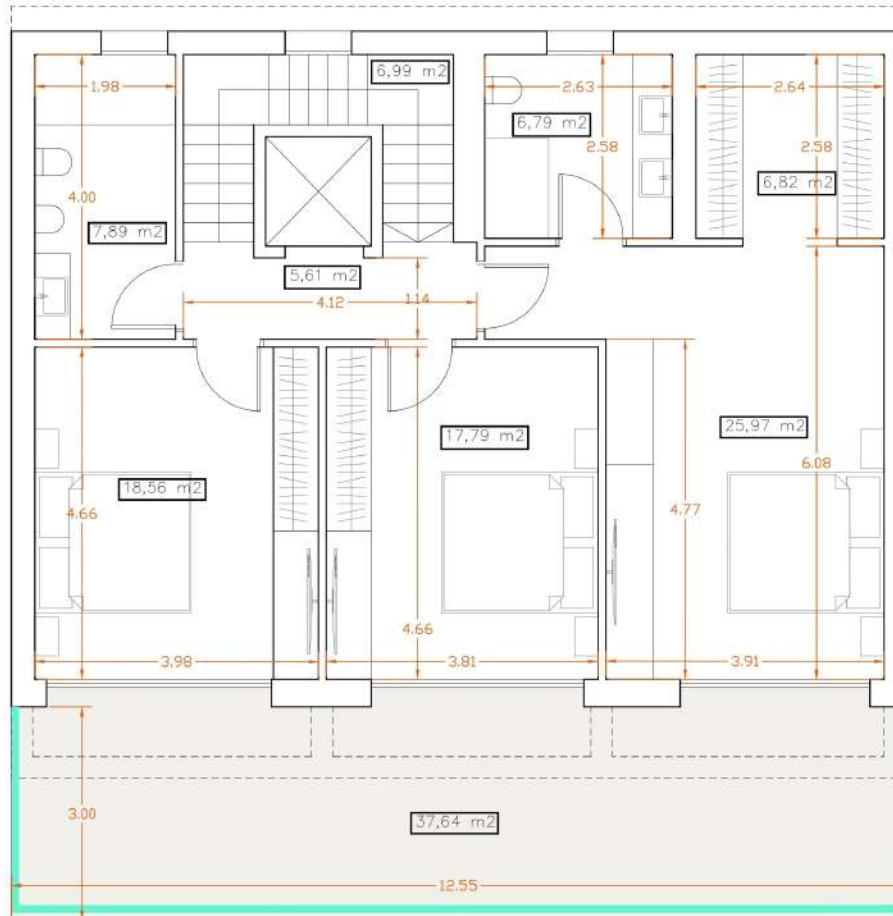 6,99 m2
1.98
2.63
2.64
6,79 m2
2.58
2.58
6,82 m2
4.00
7,89 m2
5,61 m2
4.12
1.14
17,79 m2
25,97 m2
6.08
18,56 m2
4.66
4.77
4.66
3.98
3.81
3.91
3.00
37,64 m2
12.55